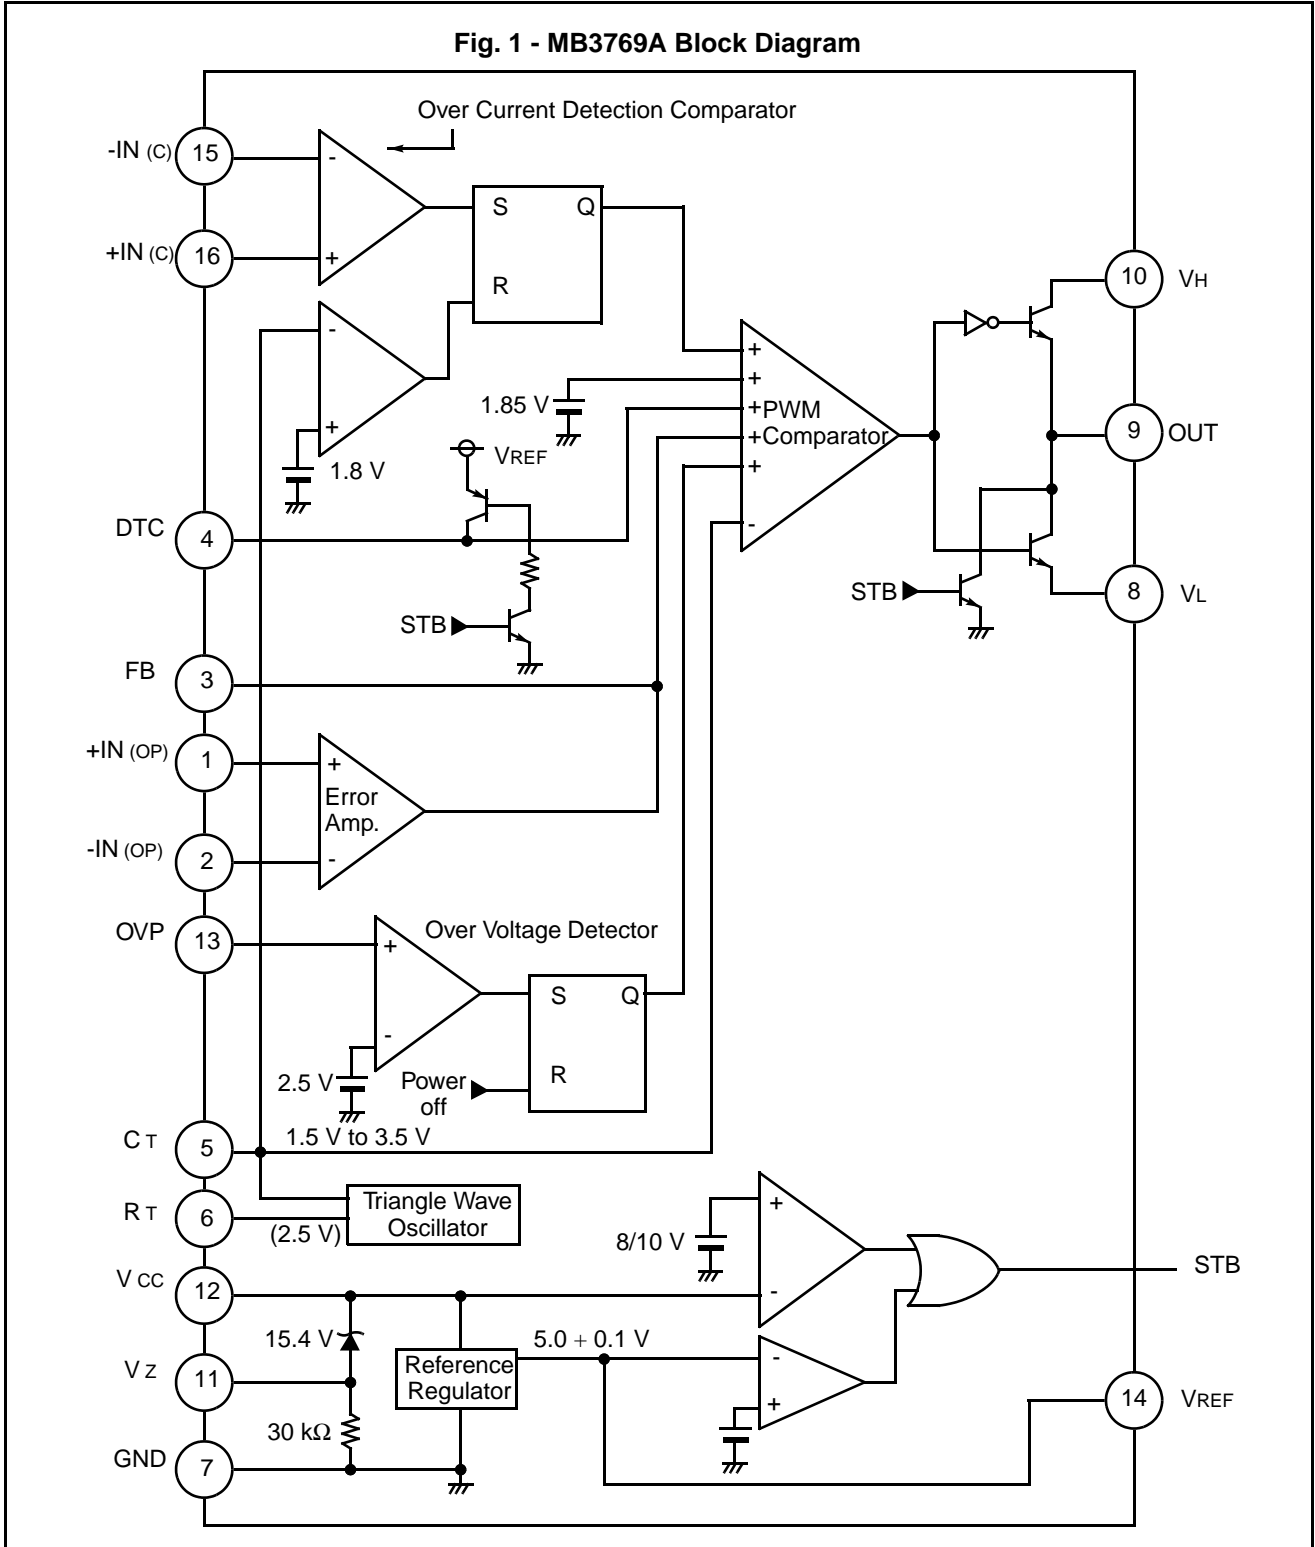 Fig. 1 - MB3769A Block Diagram
Over Current Detection Comparator
-IN (C)
15
-
+IN (C)
16
+
S
Q
R
-
+
1.8 V
10
VH
+
+
+
+
+
-
PWM
Comparator
1.85 V
9
OUT
VREF
DTC
4
STB
STB
8
VL
FB
3
+IN (OP)
1
+
Error
Amp.
-IN (OP)
2
-
OVP
13
+
Over Voltage Detector
-
S
Q
R
2.5 V
Power
off
C T
5
1.5 V to 3.5 V
R T
6
(2.5 V)
Triangle Wave
Oscillator
8/10 V
+
-
V CC
12
STB
15.4 V
5.0 + 0.1 V
-
+
V Z
11
Reference
Regulator
14
VREF
30 kΩ
GND
7